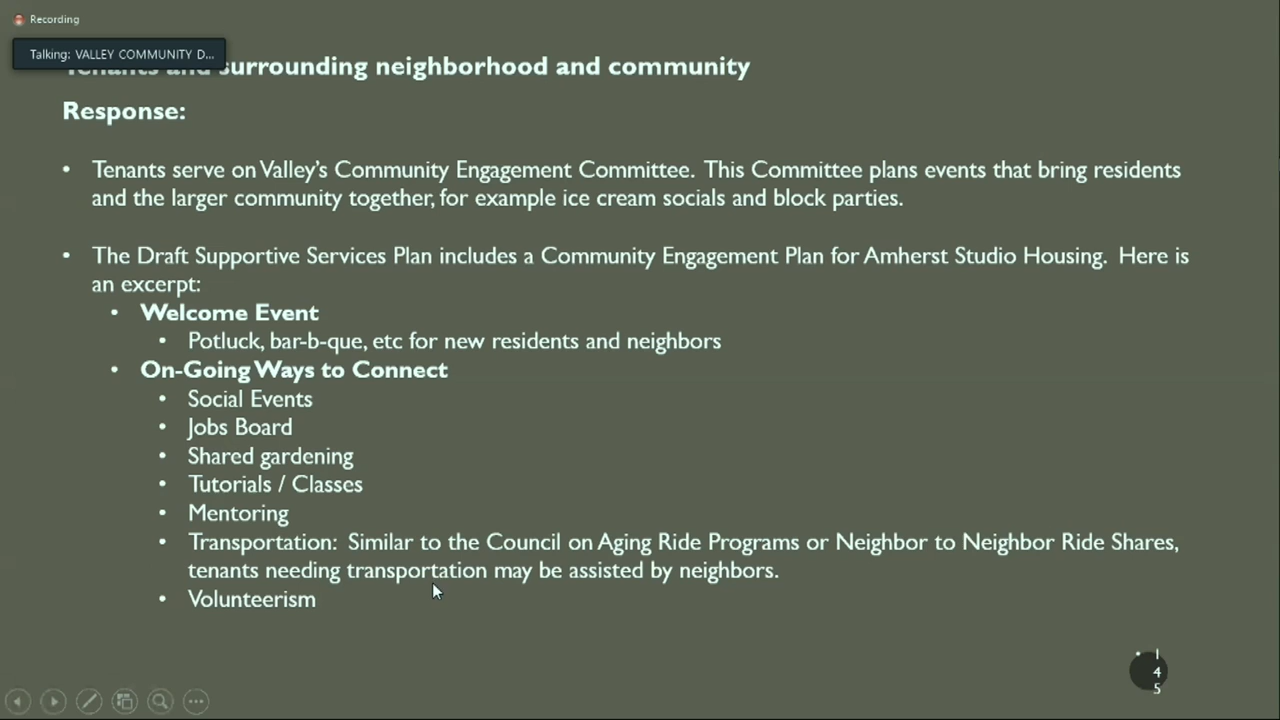 Recording
Talking: VALLEY COMMUNITY D...
Tenants and surrounding neighborhood and community
Response:
• Tenants serve on Valley's Community Engagement Committee. This Committee plans events that bring residents
and the larger community together, for example ice cream socials and block parties.
• The Draft Supportive Services Plan includes a Community Engagement Plan for Amherst Studio Housing. Here is
an excerpt:
• Welcome Event
• Potluck, bar-b-que, etc for new residents and neighbors
• On-Going Ways to Connect
• Social Events
• Jobs Board
• Shared gardening
• Tutorials / Classes
• Mentoring
• Transportation: Similar to the Council on Aging Ride Programs or Neighbor to Neighbor Ride Shares,
tenants needing transportation may be assisted by neighbors.
• Volunteerism
• 1
4
5